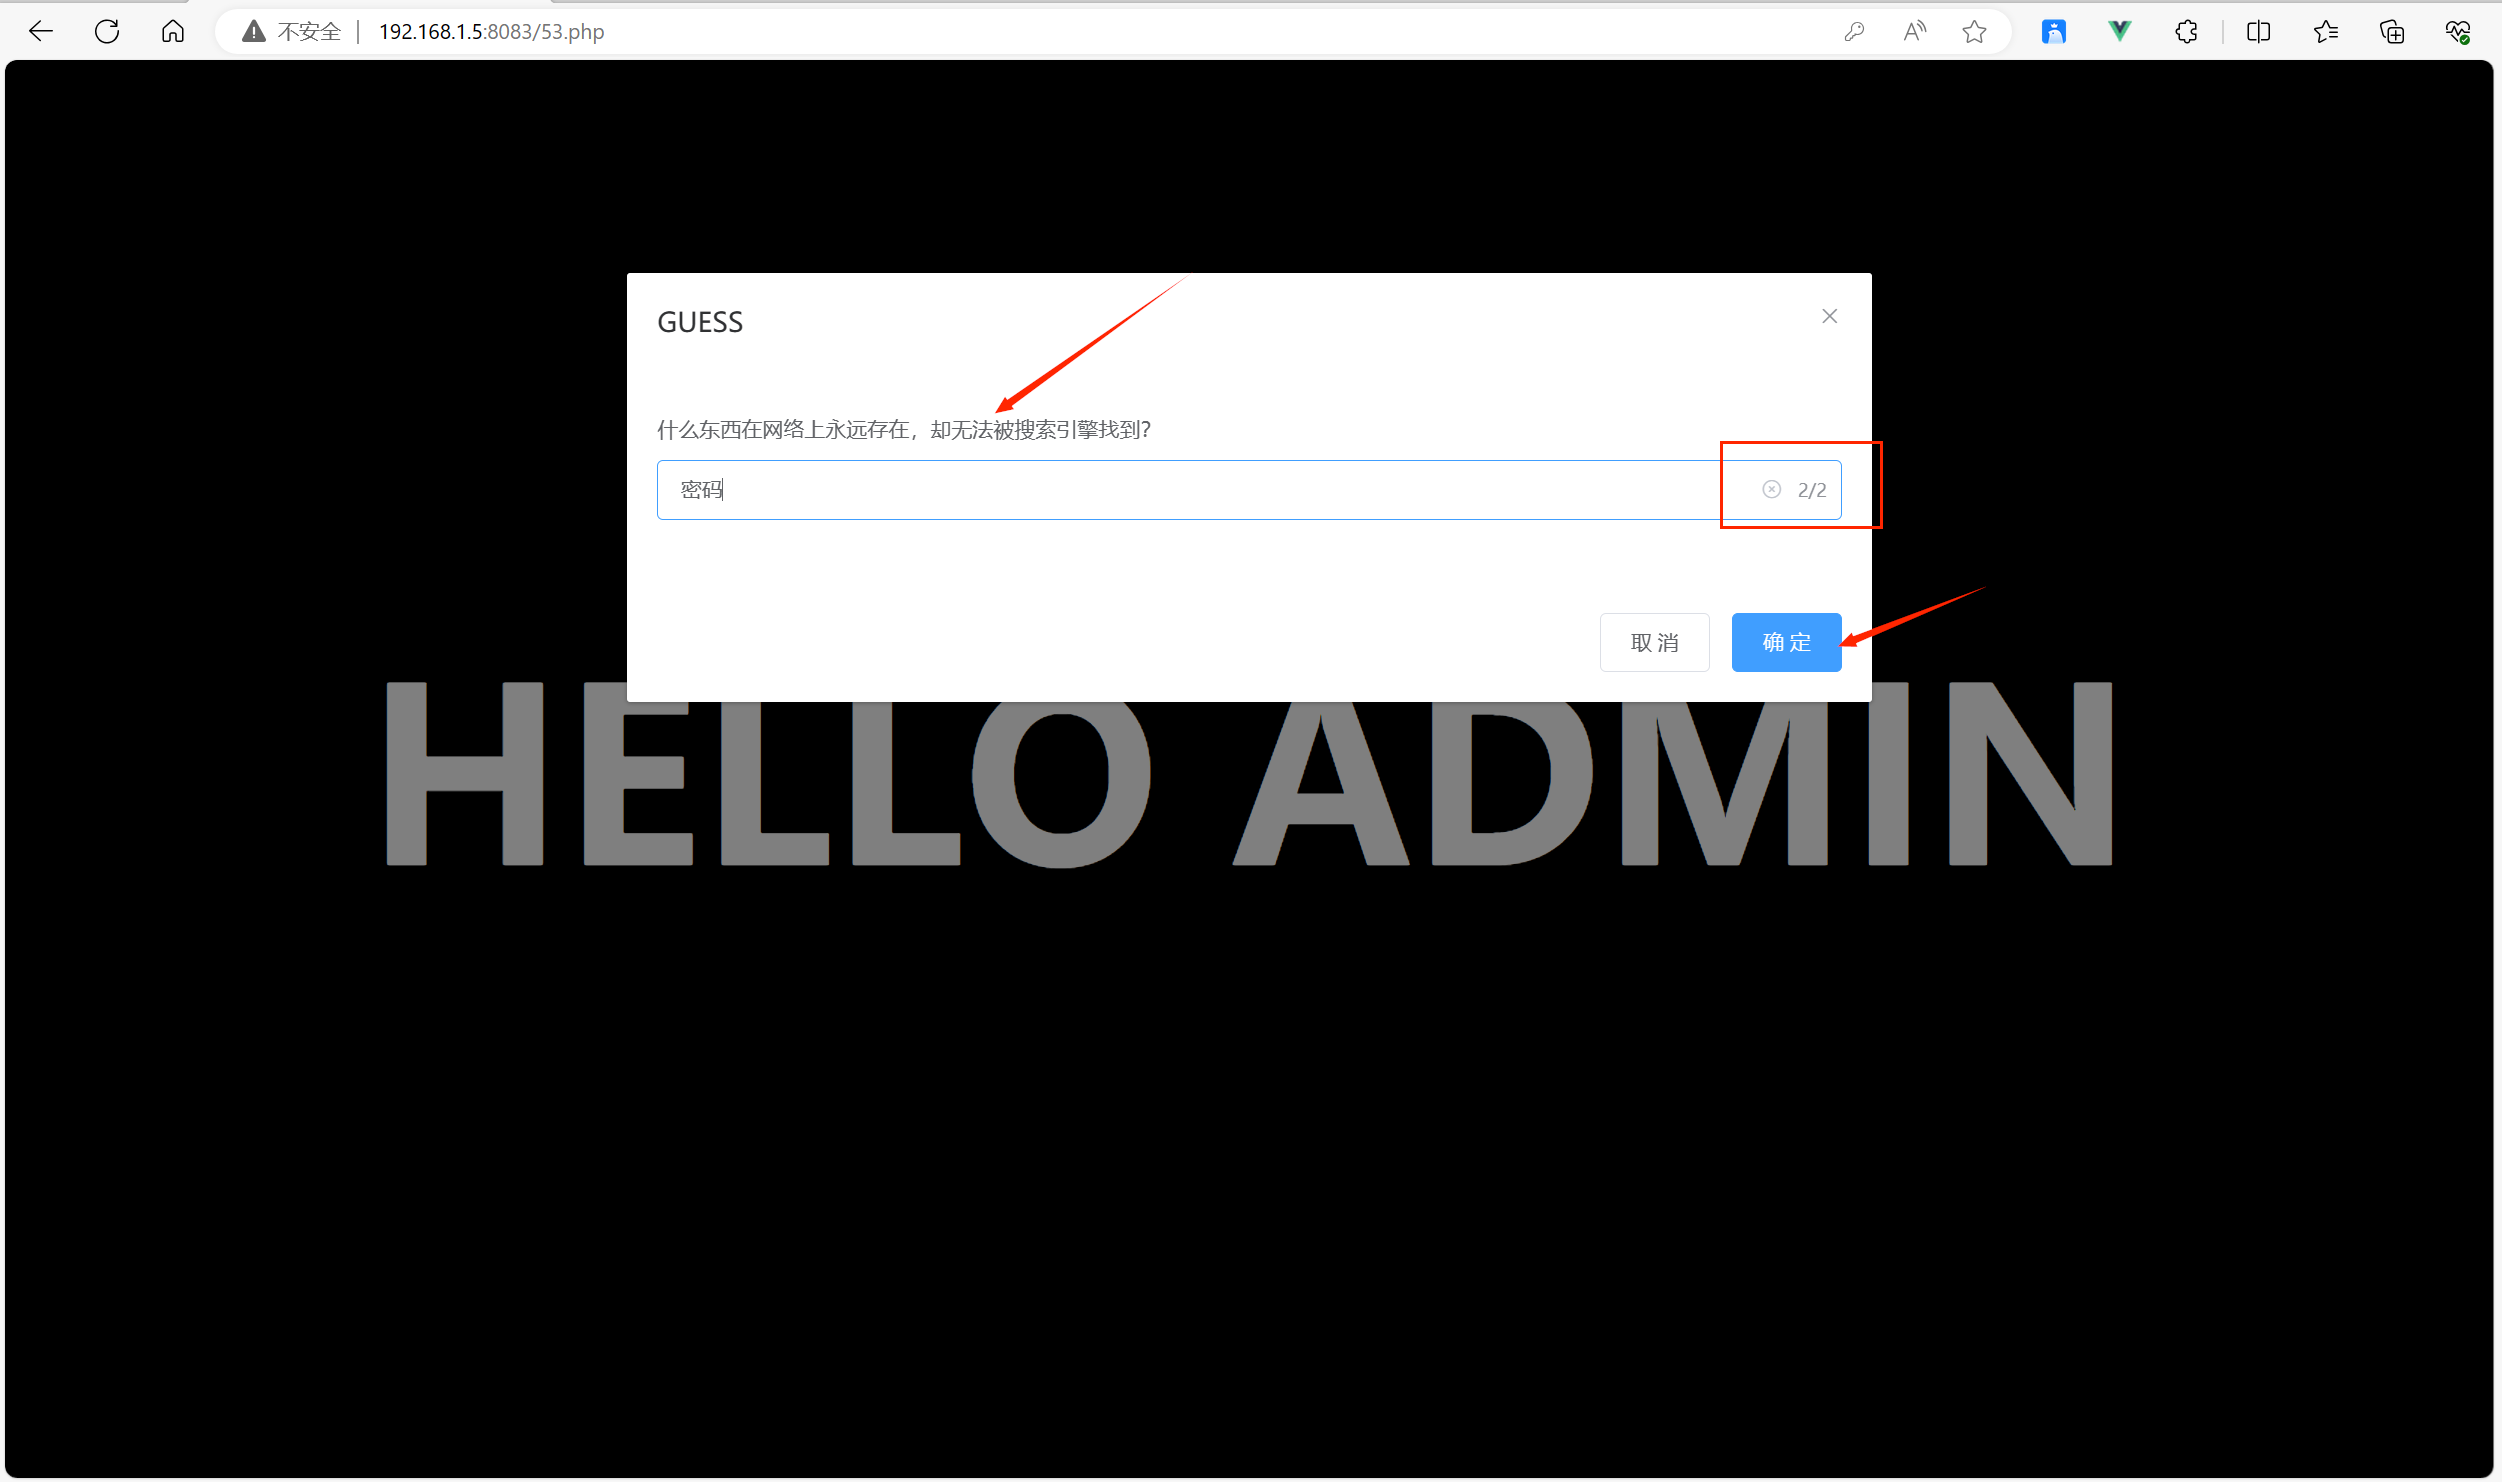 不安全 192.168.1.5:8083/53.php
GUESS
什么东西在网络上永远存在，却无法被搜索引擎找到？
密码 2/2
取消 确定
HELLO ADMIN